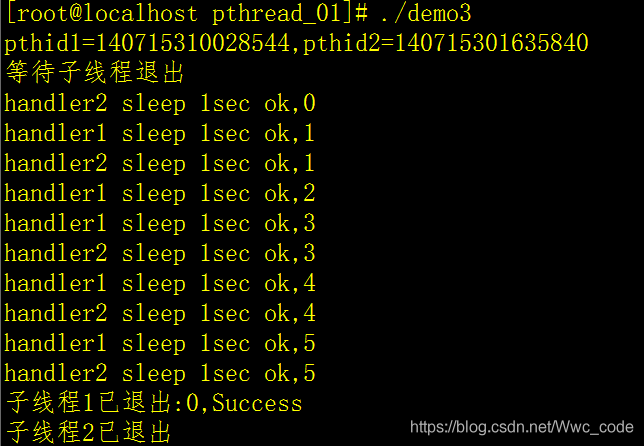 [root@localhost pthread_01]# ./demo3
pthid1=140715310028544,pthid2=140715301635840
等待子线程退出
handler2 sleep 1sec ok,0
handler1 sleep 1sec ok,1
handler2 sleep 1sec ok,1
handler1 sleep 1sec ok,2
handler1 sleep 1sec ok,3
handler2 sleep 1sec ok,3
handler1 sleep 1sec ok,4
handler2 sleep 1sec ok,4
handler1 sleep 1sec ok,5
handler2 sleep 1sec ok,5
子线程1已退出:0,Success
子线程2已退出
https://blog.csdn.net/Wwc_code